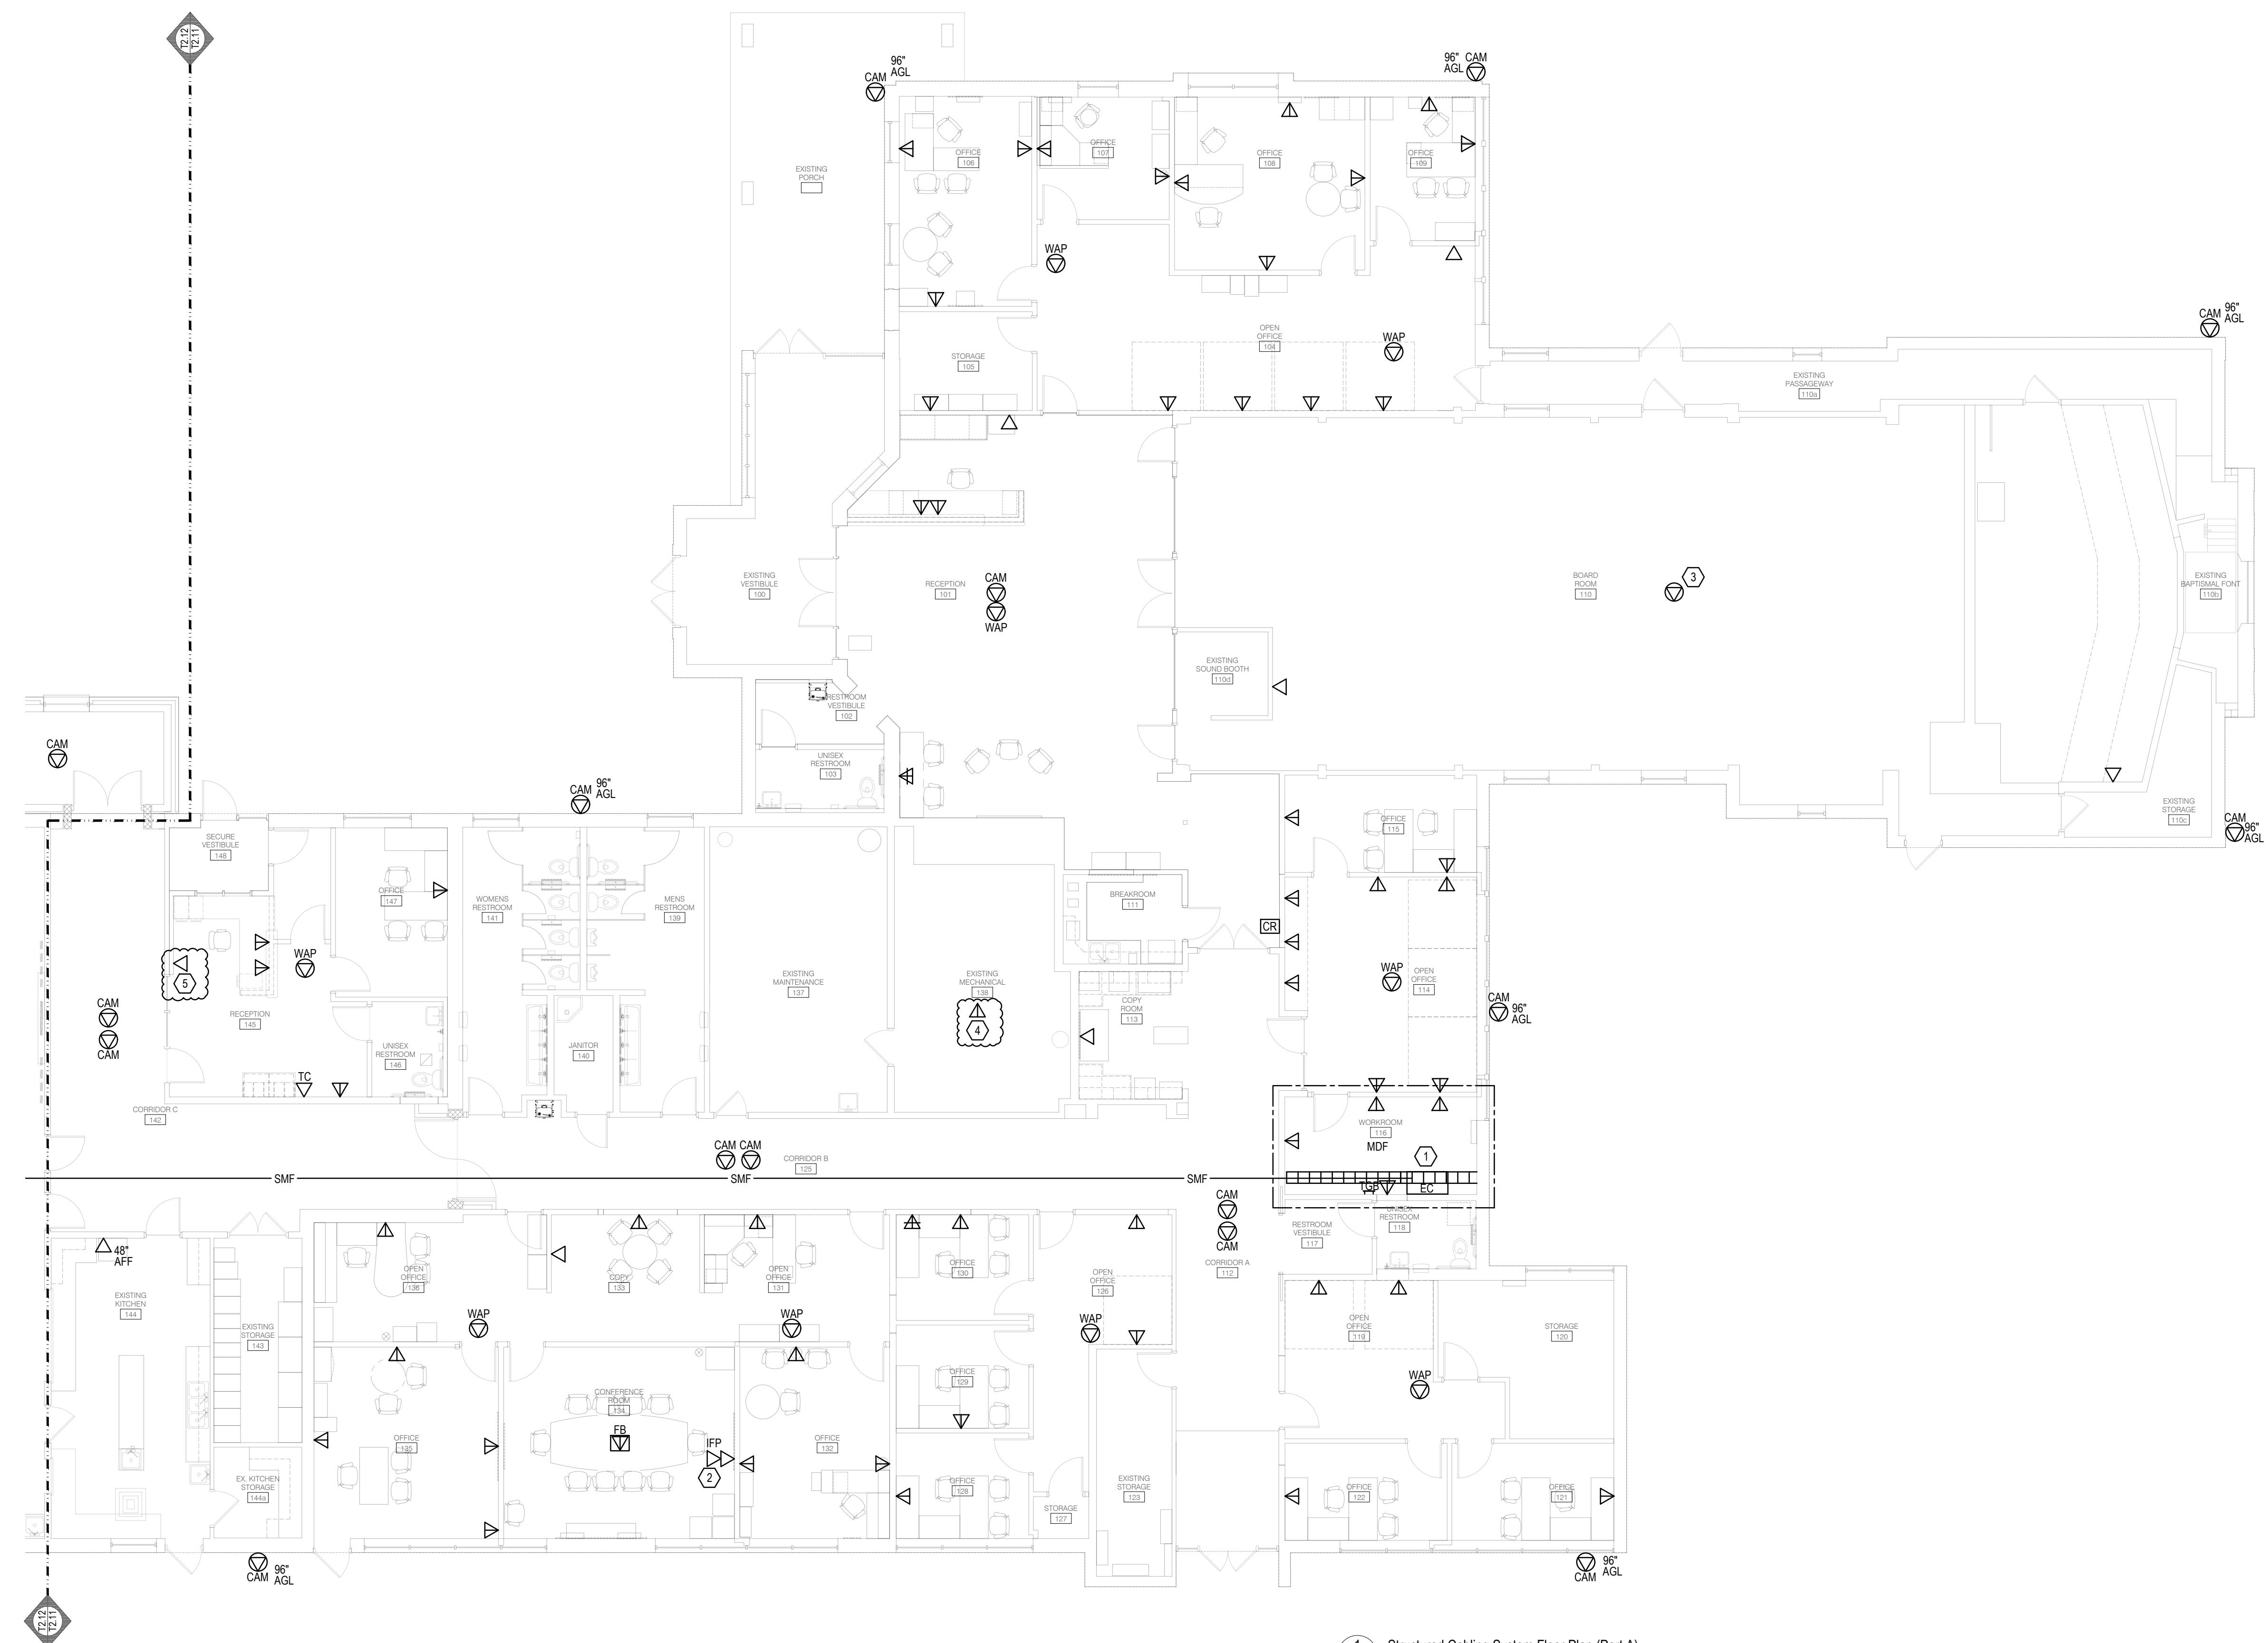 T2.12
T2.11
CAM
96"
AGL
96"
AGL
CAM
OFFICE
106
OFFICE
107
OFFICE
108
OFFICE
109
EXISTING
PORCH
WAP
CAM
96"
AGL
OPEN
OFFICE
104
WAP
STORAGE
105
EXISTING
PASSAGEWAY
110a
EXISTING
VESTIBULE
100
RECEPTION
101
CAM
WAP
BOARD
ROOM
110
3
EXISTING
BAPTISMAL FONT
110b
EXISTING
SOUND BOOTH
110d
RESTROOM
VESTIBULE
102
UNISEX
RESTROOM
103
CAM
CAM
96"
AGL
EXISTING
STORAGE
110c
CAM
96"
AGL
SECURE
VESTIBULE
148
OFFICE
147
WOMENS
RESTROOM
141
MENS
RESTROOM
139
BREAKROOM
111
OFFICE
115
CR
5
WAP
EXISTING
MAINTENANCE
137
EXISTING
MECHANICAL
138
4
COPY
ROOM
113
WAP
OPEN
OFFICE
114
CAM
96"
AGL
CAM
CAM
RECEPTION
145
UNISEX
RESTROOM
146
JANITOR
140
TC
CORRIDOR C
142
WORKROOM
116
MDF
1
CAM
CAM
CORRIDOR B
125
SMF
SMF
SMF
TGB
EC
CAM
CAM
CORRIDOR A
112
RESTROOM
VESTIBULE
117
UNISEX
RESTROOM
118
48"
AFF
EXISTING
KITCHEN
144
EXISTING
STORAGE
143
OPEN
OFFICE
136
COPY
133
OPEN
OFFICE
131
OFFICE
130
OPEN
OFFICE
126
WAP
WAP
WAP
OPEN
OFFICE
119
STORAGE
120
WAP
OFFICE
129
CONFERENCE
ROOM
134
FB
IFP
2
OFFICE
135
OFFICE
132
EX. KITCHEN
STORAGE
144a
OFFICE
128
STORAGE
127
EXISTING
STORAGE
123
OFFICE
122
OFFICE
121
CAM
96"
AGL
CAM
96"
AGL
T2.12
T2.11
1
Structured Cabling System Floor Plan (Part A)